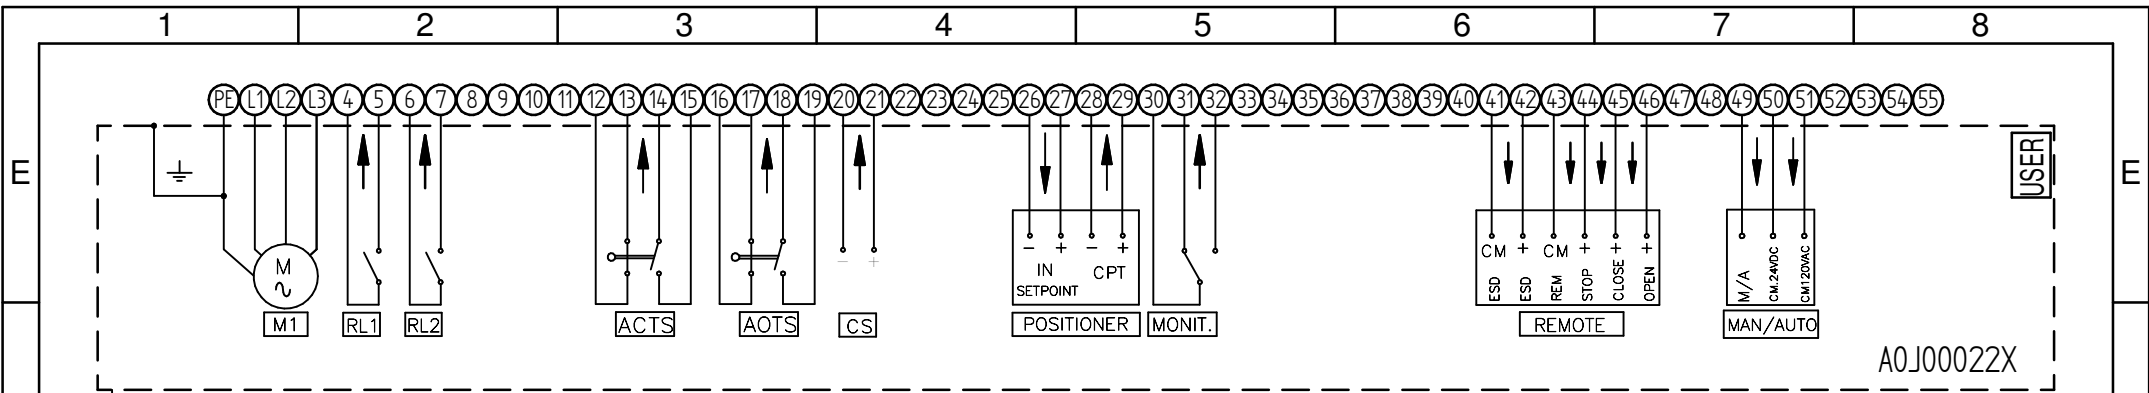 1 2 3 4 5 6 7 8
PE L1 L2 L3 4 5 6 7 8 9 10 11 12 13 14 15 16 17 18 19 20 21 22 23 24 25 26 27 28 29 30 31 32 33 34 35 36 37 38 39 40 41 42 43 44 45 46 47 48 49 50 51 52 53 54 55
E E
USER
M
∿
− +
− + − +
IN CPT
SETPOINT
CM + CM + + +
ESD ESD REM STOP CLOSE OPEN
M/A CM.24VDC CM120VAC
M1 RL1 RL2 ACTS AOTS CS POSITIONER MONIT. REMOTE MAN/AUTO
A0J00022X